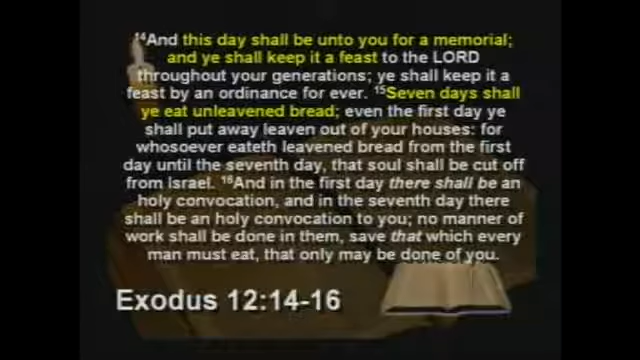 ¹⁴And this day shall be unto you for a memorial;
and ye shall keep it a feast to the LORD
throughout your generations; ye shall keep it a
feast by an ordinance for ever. ¹⁵Seven days shall
ye eat unleavened bread; even the first day ye
shall put away leaven out of your houses: for
whosoever eateth leavened bread from the first
day until the seventh day, that soul shall be cut off
from Israel. ¹⁶And in the first day there shall be an
holy convocation, and in the seventh day there
shall be an holy convocation to you; no manner of
work shall be done in them, save that which every
man must eat, that only may be done of you.
Exodus 12:14-16